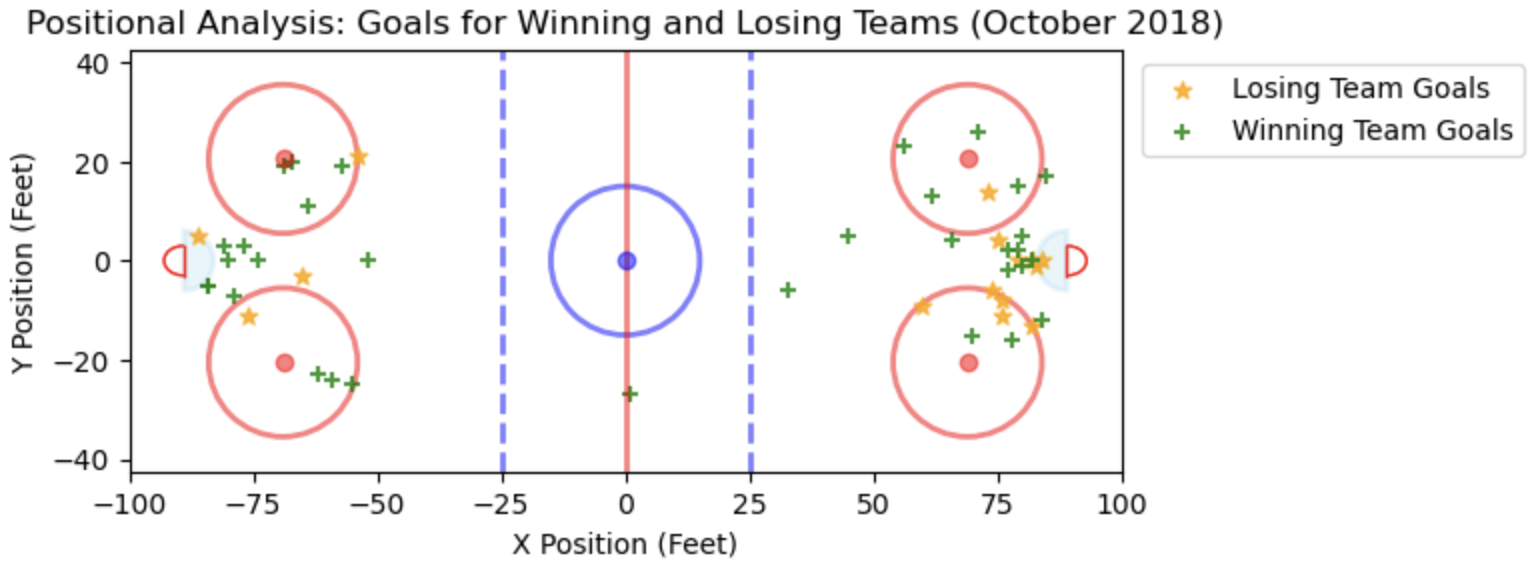 Positional Analysis: Goals for Winning and Losing Teams (October 2018)
40
20
0
−20
−40
Y Position (Feet)
−100 −75 −50 −25 0 25 50 75 100
X Position (Feet)
Losing Team Goals
Winning Team Goals